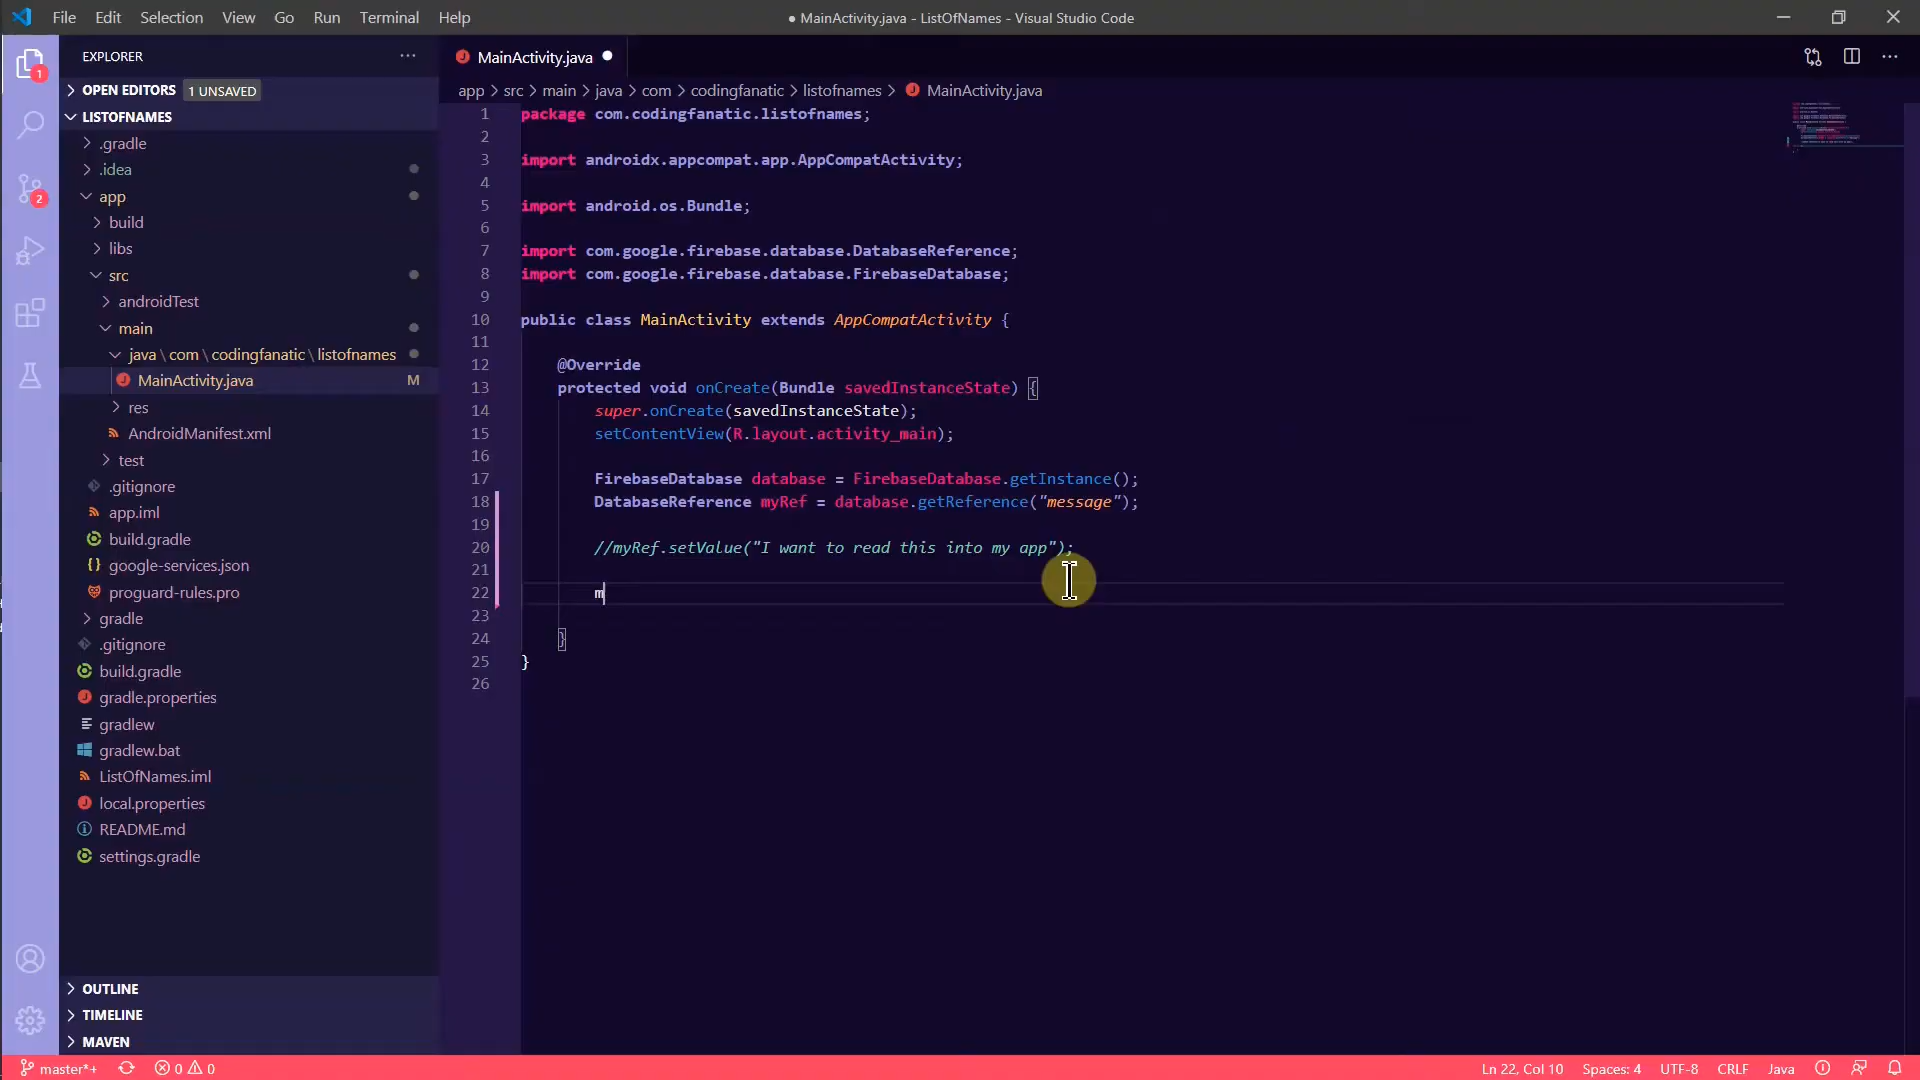 File Edit Selection View Go Run Terminal Help
● MainActivity.java - ListOfNames - Visual Studio Code
EXPLORER
OPEN EDITORS 1 UNSAVED
LISTOFNAMES
.gradle
.idea
app
build
libs
src
androidTest
main
java\com\codingfanatic\listofnames
MainActivity.java M
res
AndroidManifest.xml
test
.gitignore
app.iml
build.gradle
google-services.json
proguard-rules.pro
gradle
.gitignore
build.gradle
gradle.properties
gradlew
gradlew.bat
ListOfNames.iml
local.properties
README.md
settings.gradle
OUTLINE
TIMELINE
MAVEN
1
2
MainActivity.java ●
app > src > main > java > com > codingfanatic > listofnames > MainActivity.java
1 package com.codingfanatic.listofnames;
2
3 import androidx.appcompat.app.AppCompatActivity;
4
5 import android.os.Bundle;
6
7 import com.google.firebase.database.DatabaseReference;
8 import com.google.firebase.database.FirebaseDatabase;
9
10 public class MainActivity extends AppCompatActivity {
11
12 @Override
13 protected void onCreate(Bundle savedInstanceState) {
14 super.onCreate(savedInstanceState);
15 setContentView(R.layout.activity_main);
16
17 FirebaseDatabase database = FirebaseDatabase.getInstance();
18 DatabaseReference myRef = database.getReference("message");
19
20 //myRef.setValue("I want to read this into my app");
21
22 m
23
24 }
25 }
26
master*+ 0 0 Ln 22, Col 10 Spaces: 4 UTF-8 CRLF Java